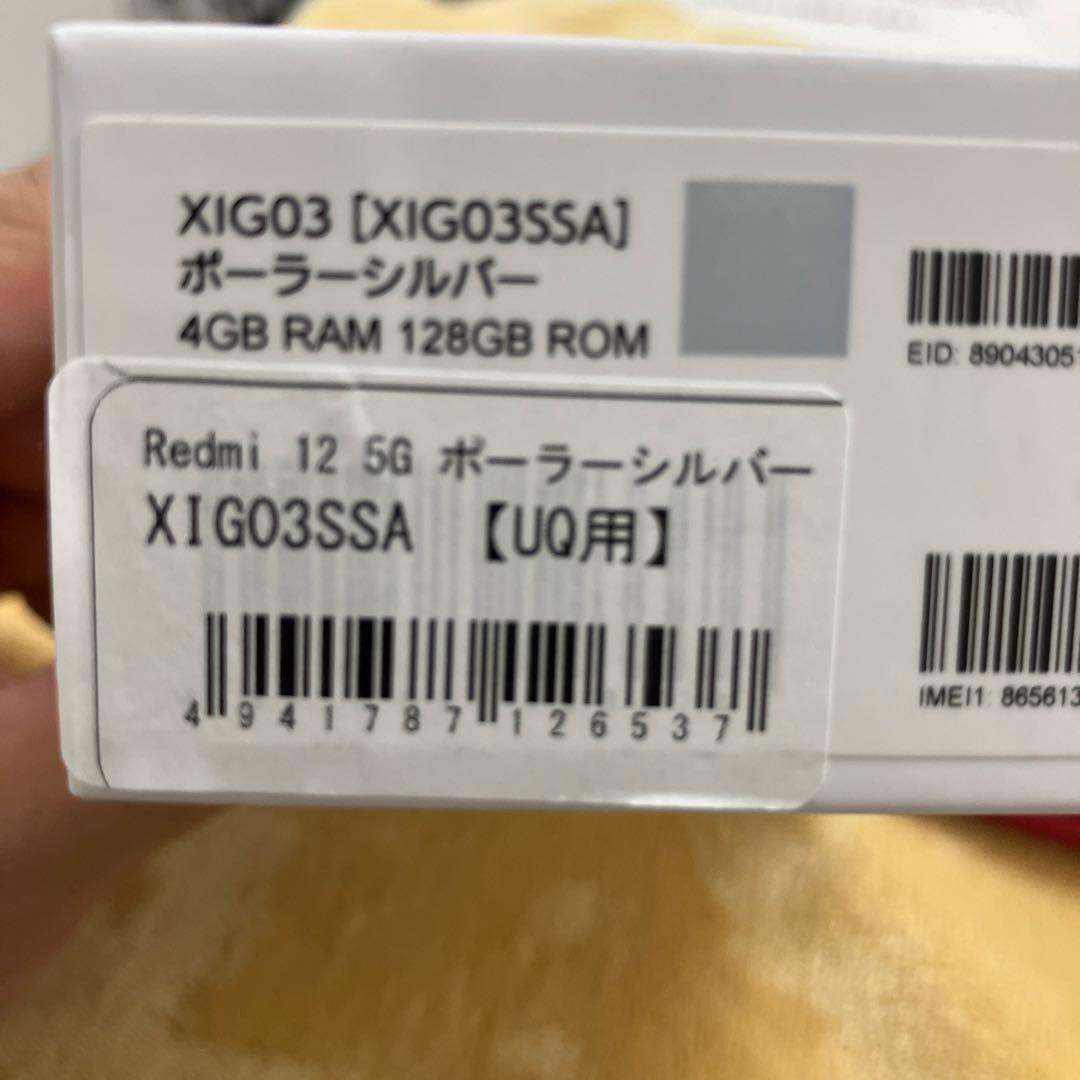 XIG03 [XIG03SSA]
ポーラーシルバー
4GB RAM 128GB ROM
EID: 89043051
Redmi 12 5G ポーラーシルバー
XIG03SSA 【UQ用】
4 941787 126537
IMEI1: 865613